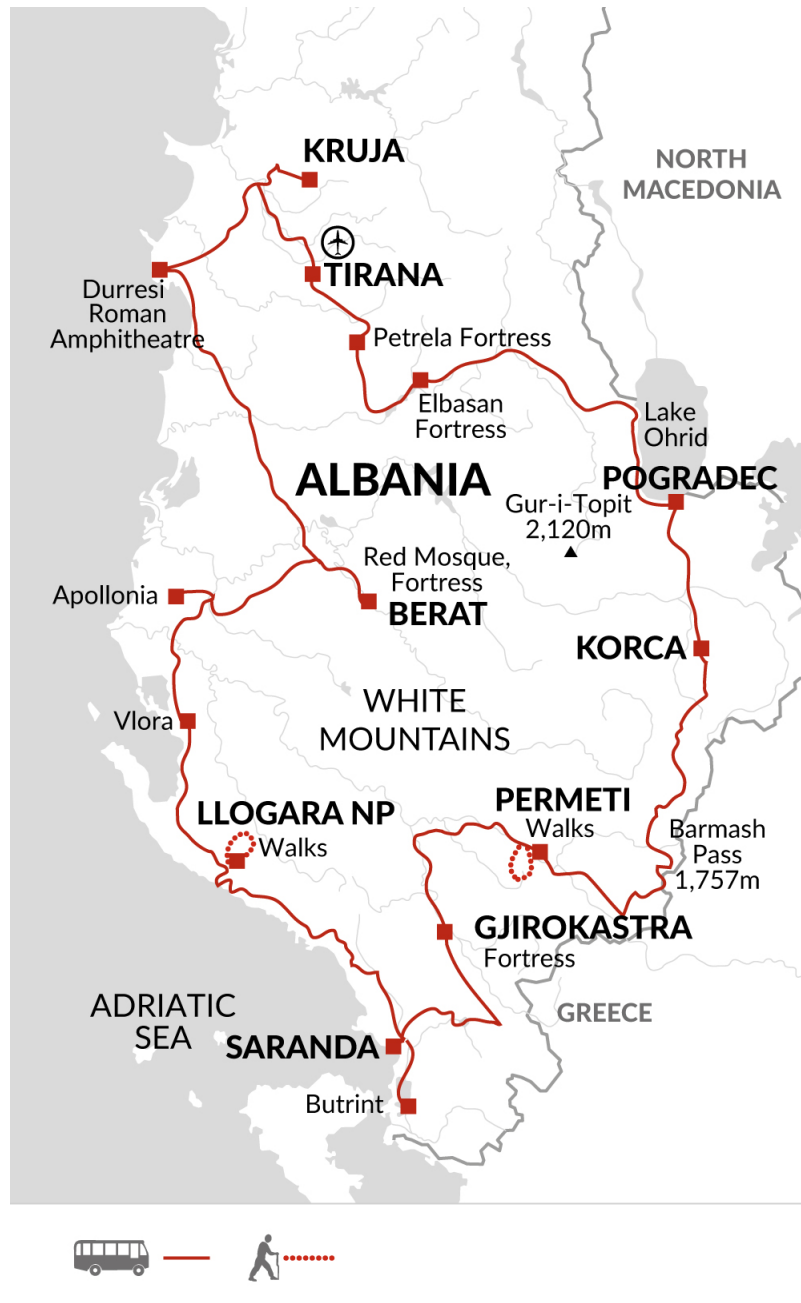 KRUJA
NORTH
MACEDONIA
TIRANA
Durresi
Roman
Amphitheatre
Petrela Fortress
Elbasan
Fortress
Lake
Ohrid
ALBANIA
POGRADEC
Gur-i-Topit
2,120m
Red Mosque,
Fortress
BERAT
Apollonia
KORCA
WHITE
MOUNTAINS
Vlora
LLOGARA NP
Walks
PERMETI
Walks
Barmash
Pass
1,757m
GJIROKASTRA
Fortress
ADRIATIC
SEA
GREECE
SARANDA
Butrint